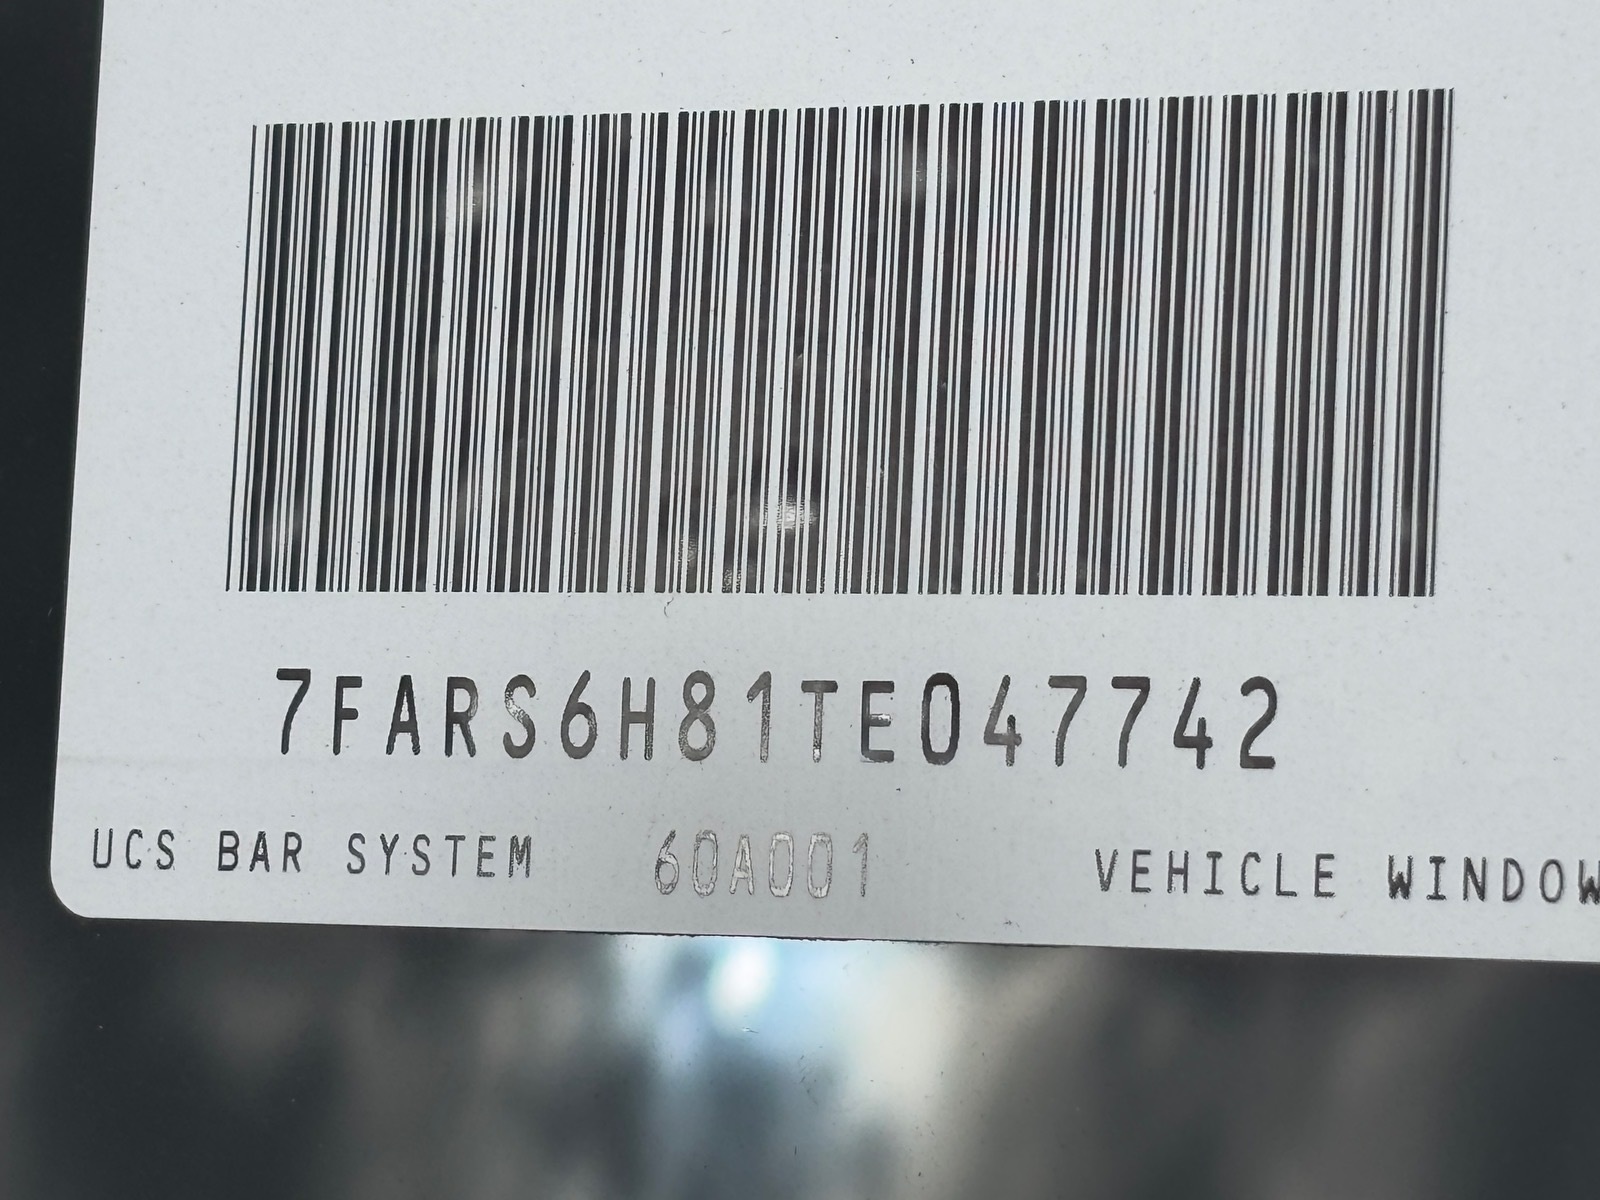 7FARS6H81TE047742
UCS BAR SYSTEM 60A001 VEHICLE WINDOW